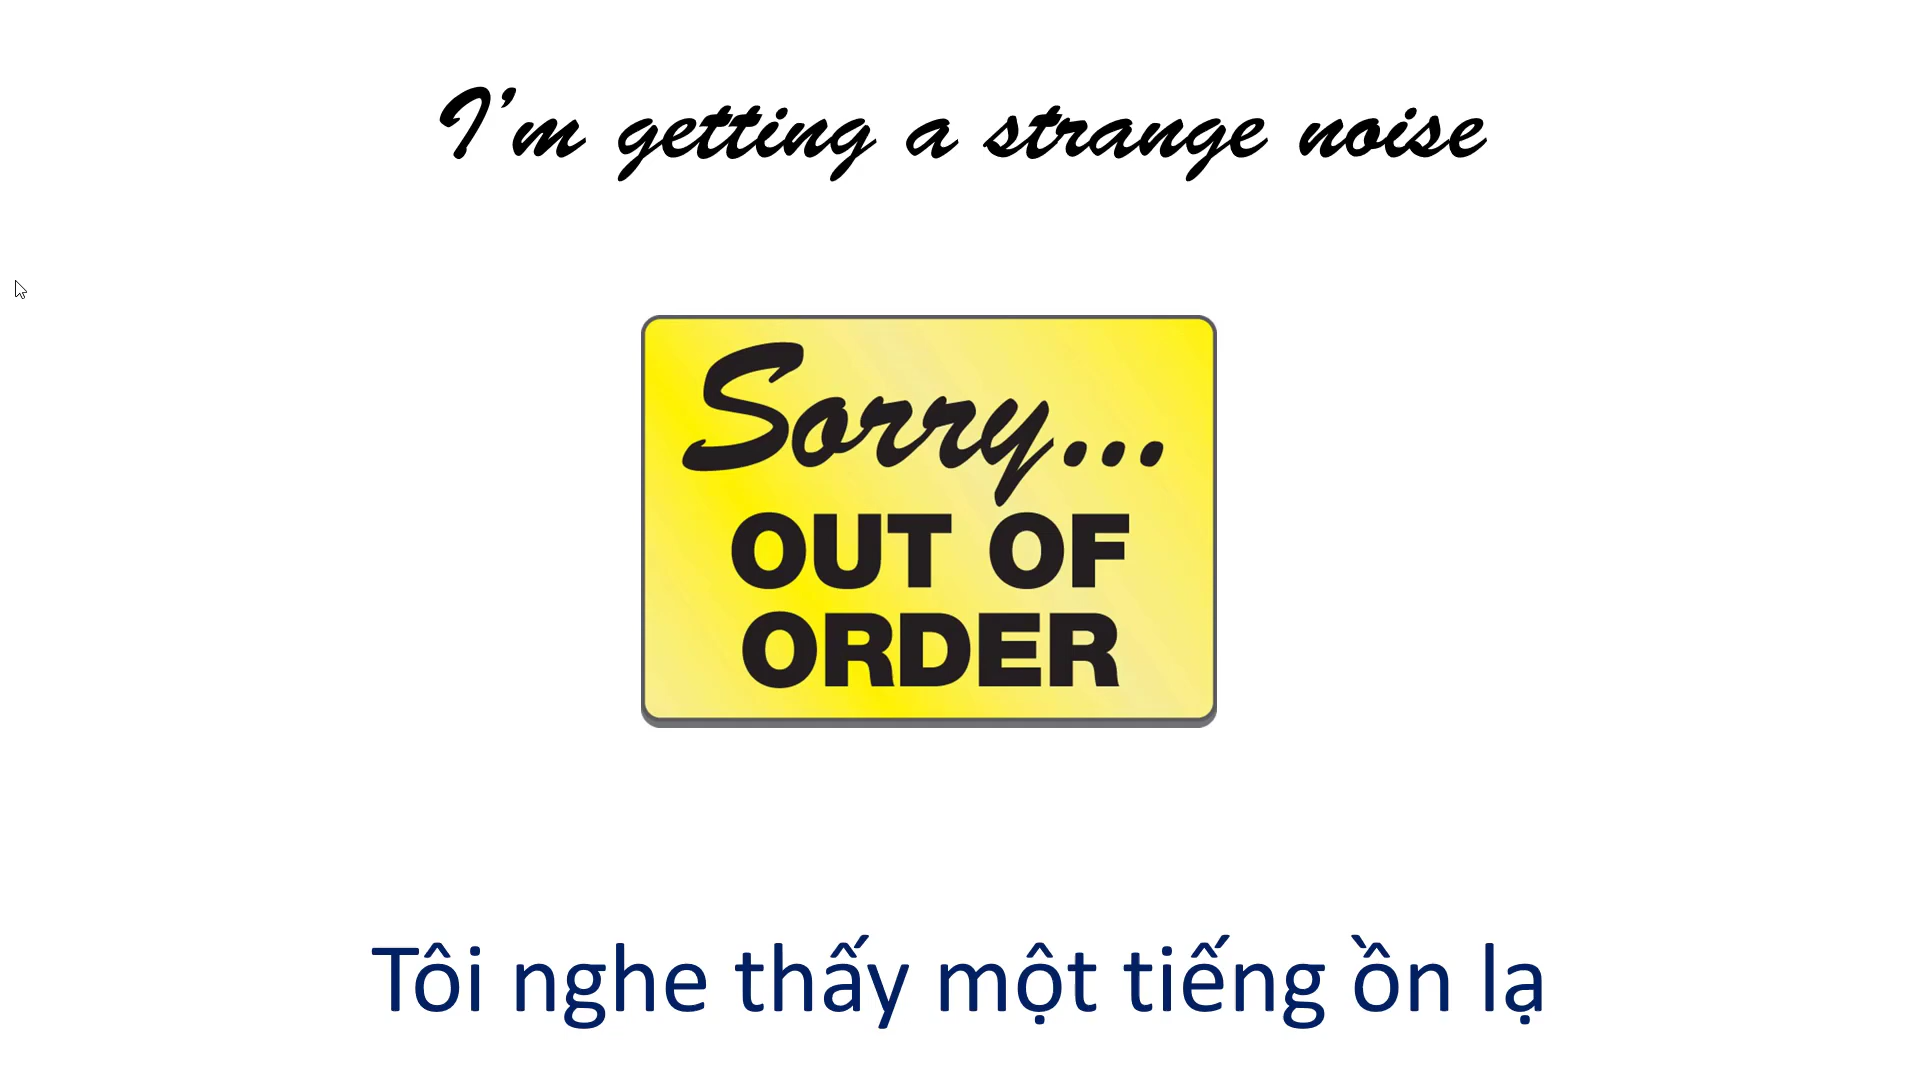 I’m getting a strange noise
Sorry...
OUT OF
ORDER
Tôi nghe thấy một tiếng ồn lạ